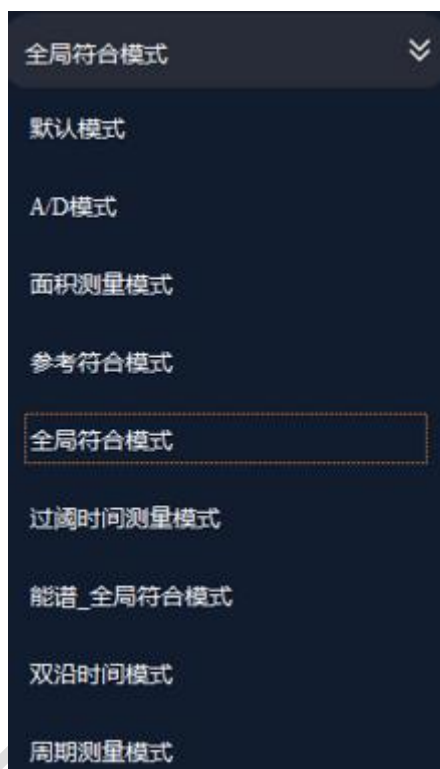 全局符合模式
默认模式
A/D模式
面积测量模式
参考符合模式
全局符合模式
过阈时间测量模式
能谱_全局符合模式
双沿时间模式
周期测量模式